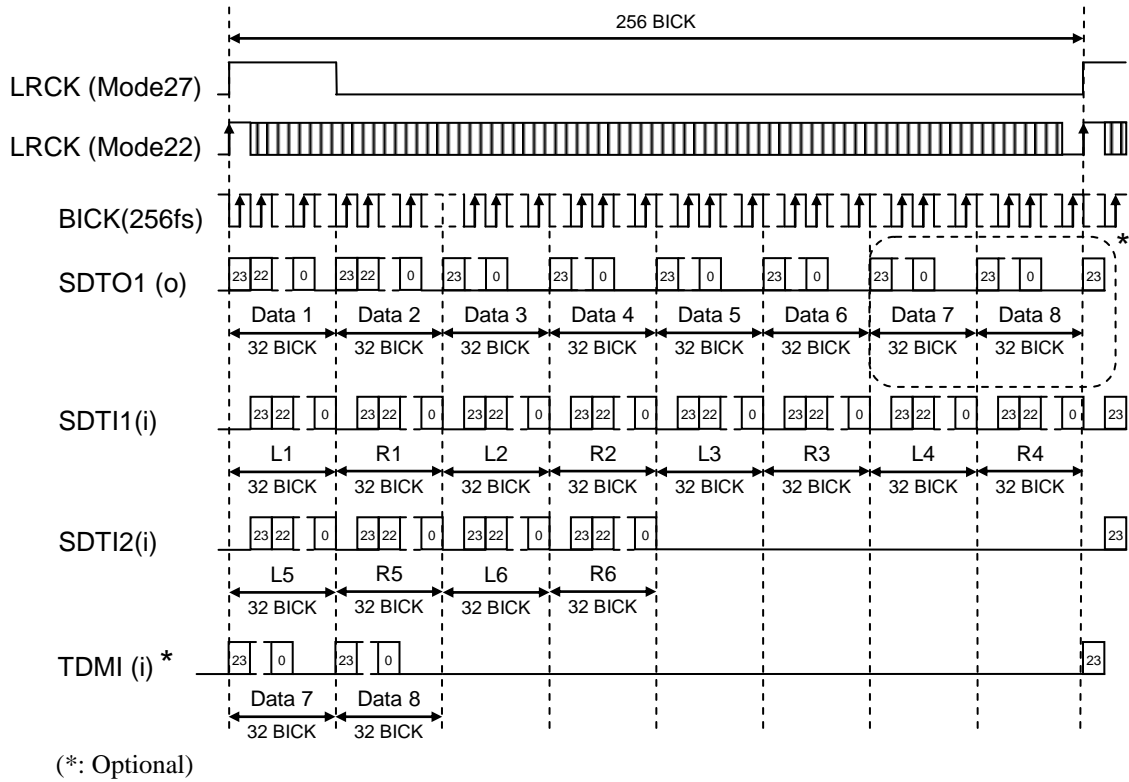 256 BICK
LRCK (Mode27)
LRCK (Mode22)
BICK(256fs)
*
SDTO1 (o)
23 22 0 23 22 0 23 0 23 0 23 0 23 0 23 0 23 0 23
Data 1 Data 2 Data 3 Data 4 Data 5 Data 6 Data 7 Data 8
32 BICK 32 BICK 32 BICK 32 BICK 32 BICK 32 BICK 32 BICK 32 BICK
SDTI1(i)
23 22 0 23 22 0 23 22 0 23 22 0 23 22 0 23 22 0 23 22 0 23 22 0 23
L1 R1 L2 R2 L3 R3 L4 R4
32 BICK 32 BICK 32 BICK 32 BICK 32 BICK 32 BICK 32 BICK 32 BICK
SDTI2(i)
23 22 0 23 22 0 23 22 0 23 22 0 23
L5 R5 L6 R6
32 BICK 32 BICK 32 BICK 32 BICK
TDMI (i) *
23 0 23 0 23
Data 7 Data 8
32 BICK 32 BICK
(*: Optional)